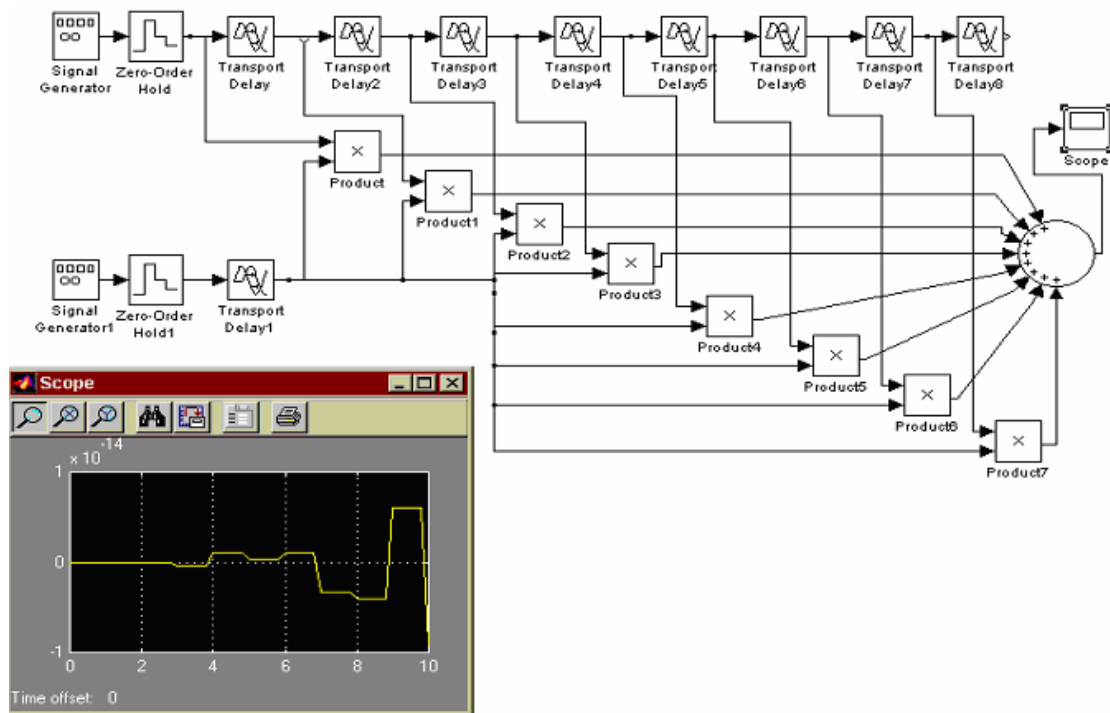 Signal Generator
Zero-Order Hold
Transport Delay
Transport Delay2
Transport Delay3
Transport Delay4
Transport Delay5
Transport Delay6
Transport Delay7
Transport Delay8
Scope
×
Product
×
Product1
×
Product2
×
Product3
×
Product4
×
Product5
×
Product6
×
Product7
+ + + + + + + +
Signal Generator1
Zero-Order Hold1
Transport Delay1
Scope
x 10 -14
1
0
-1
0 2 4 6 8 10
Time offset: 0